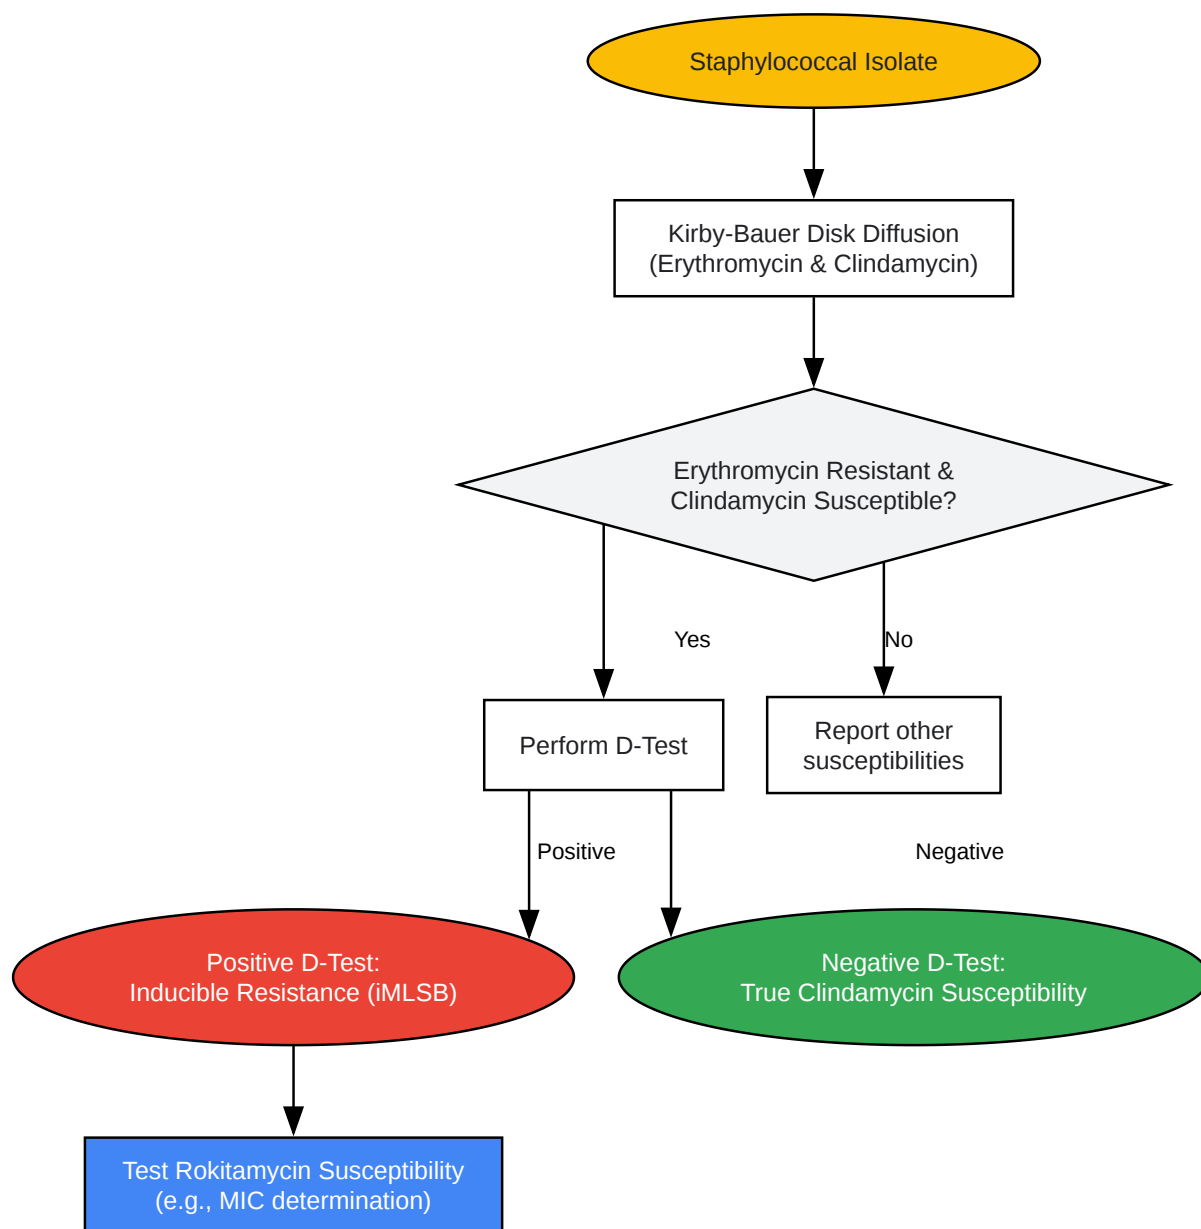 Staphylococcal Isolate
Kirby-Bauer Disk Diffusion
(Erythromycin & Clindamycin)
Erythromycin Resistant &
Clindamycin Susceptible?
Yes
No
Perform D-Test
Report other
susceptibilities
Positive
Negative
Positive D-Test:
Inducible Resistance (iMLSB)
Negative D-Test:
True Clindamycin Susceptibility
Test Rokitamycin Susceptibility
(e.g., MIC determination)